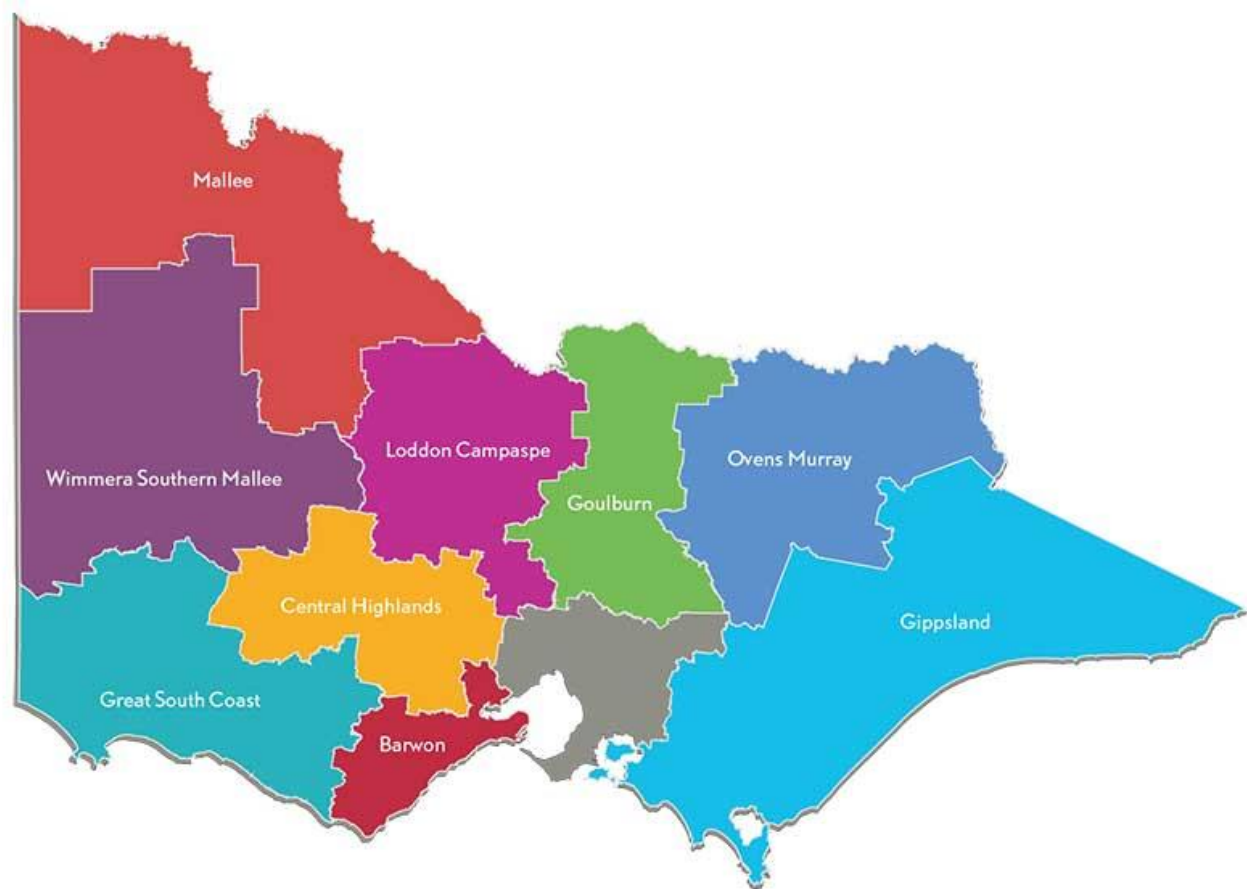 Mallee
Loddon Campaspe
Wimmera Southern Mallee
Ovens Murray
Goulburn
Central Highlands
Gippsland
Great South Coast
Barwon